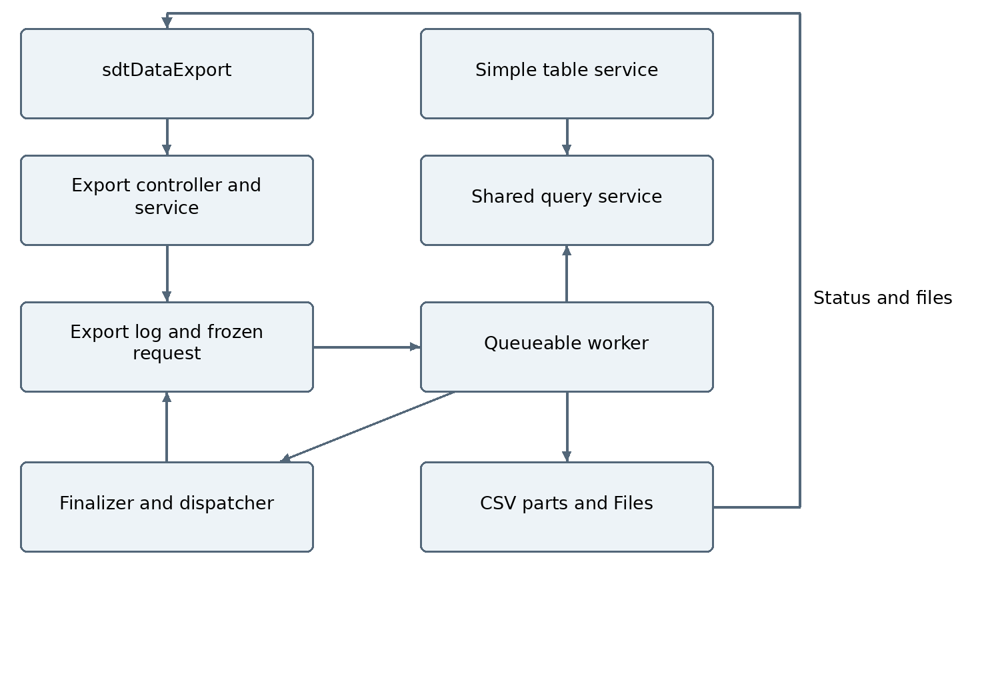 sdtDataExport
Simple table service
Export controller and
service
Shared query service
Status and files
Export log and frozen
request
Queueable worker
Finalizer and dispatcher
CSV parts and Files